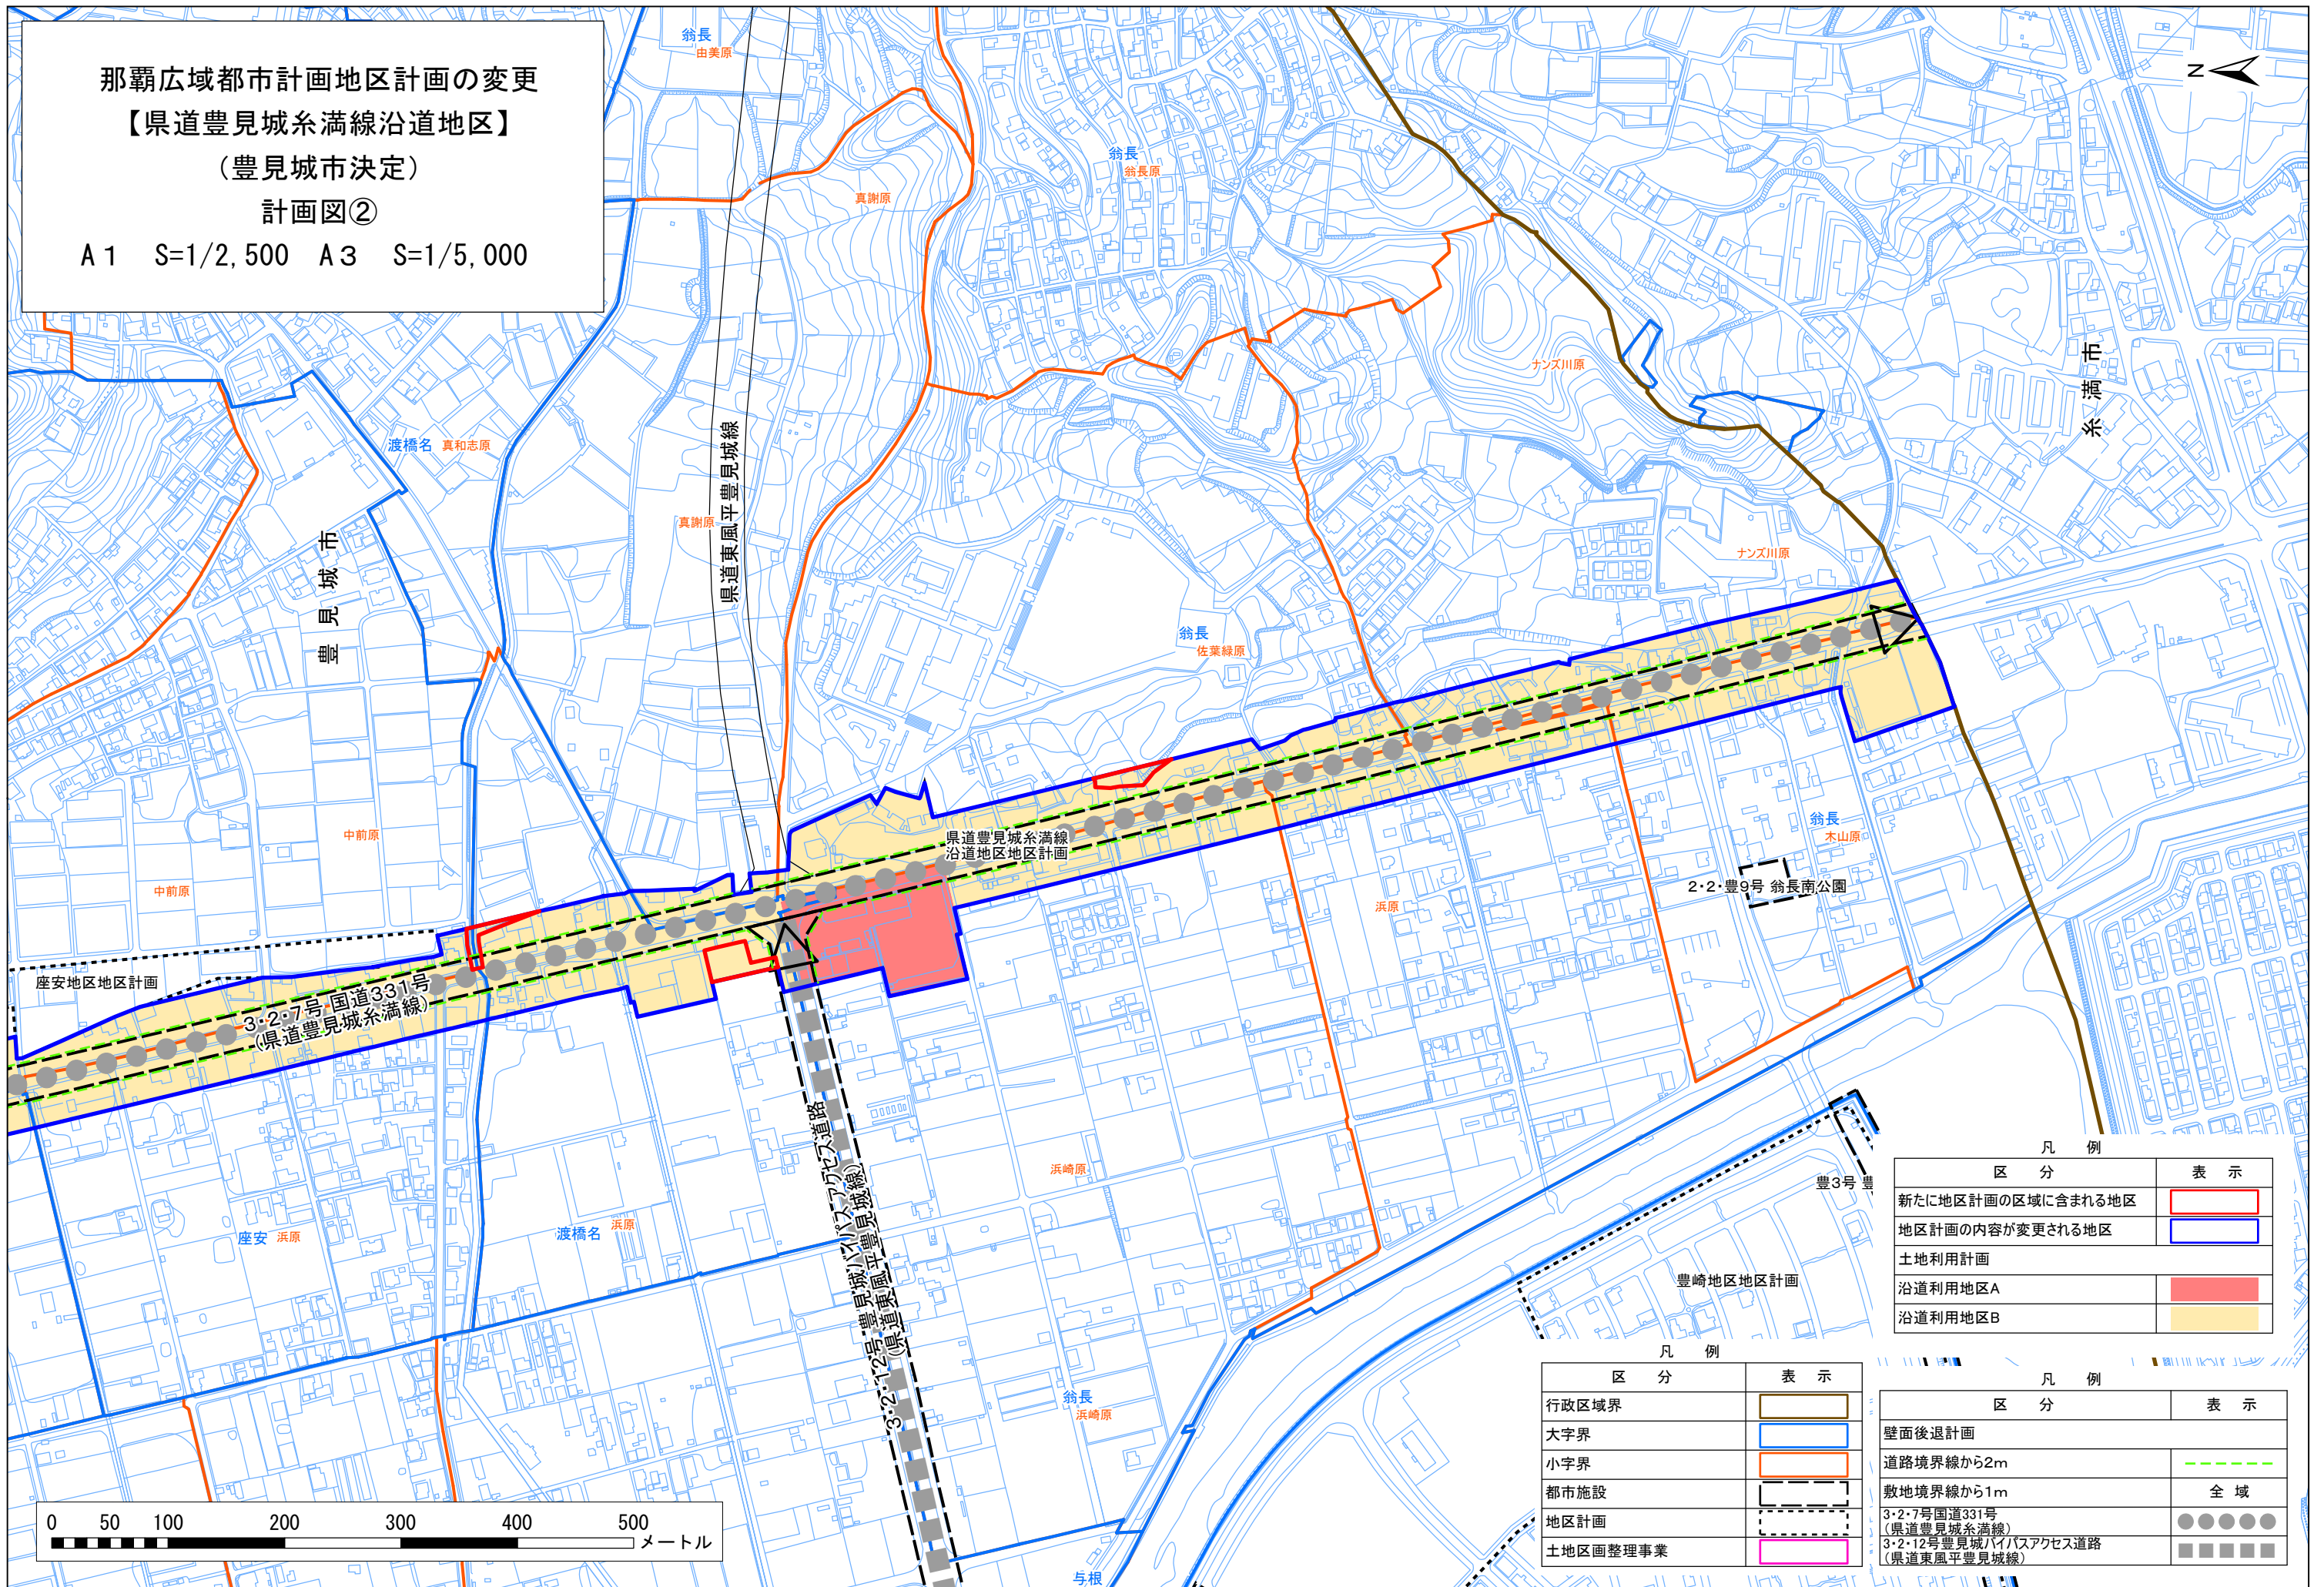 那覇広域都市計画地区計画の変更
【県道豊見城糸満線沿道地区】
（豊見城市決定）
計画図②
A１　S=1/2,500　A３　S=1/5,000
翁長
由美原
翁長
翁長原
真謝原
N
糸満市
ナンズ川原
渡橋名 真和志原
豊見城市
真謝原
県道東風平豊見城線
ナンズ川原
翁長
佐葉緑原
中前原
中前原
県道豊見城糸満線
沿道地区地区計画
翁長
木山原
2・2・豊9号 翁長南公園
浜原
座安地区地区計画
3・2・7号 国道331号
（県道豊見城糸満線）
3・2・12号 豊見城バイパスアクセス道路
（県道東風平豊見城線）
浜崎原
座安 浜原
渡橋名 浜原
豊3号 豊
豊崎地区地区計画
翁長
浜崎原
与根
0 50 100 200 300 400 500
メートル
凡　例
区　分 表　示
新たに地区計画の区域に含まれる地区
地区計画の内容が変更される地区
土地利用計画
沿道利用地区A
沿道利用地区B
凡　例
区　分 表　示
行政区域界
大字界
小字界
都市施設
地区計画
土地区画整理事業
凡　例
区　分 表　示
壁面後退計画
道路境界線から2m
敷地境界線から1m 全　域
3・2・7号国道331号
（県道豊見城糸満線）
3・2・12号豊見城バイパスアクセス道路
（県道東風平豊見城線）